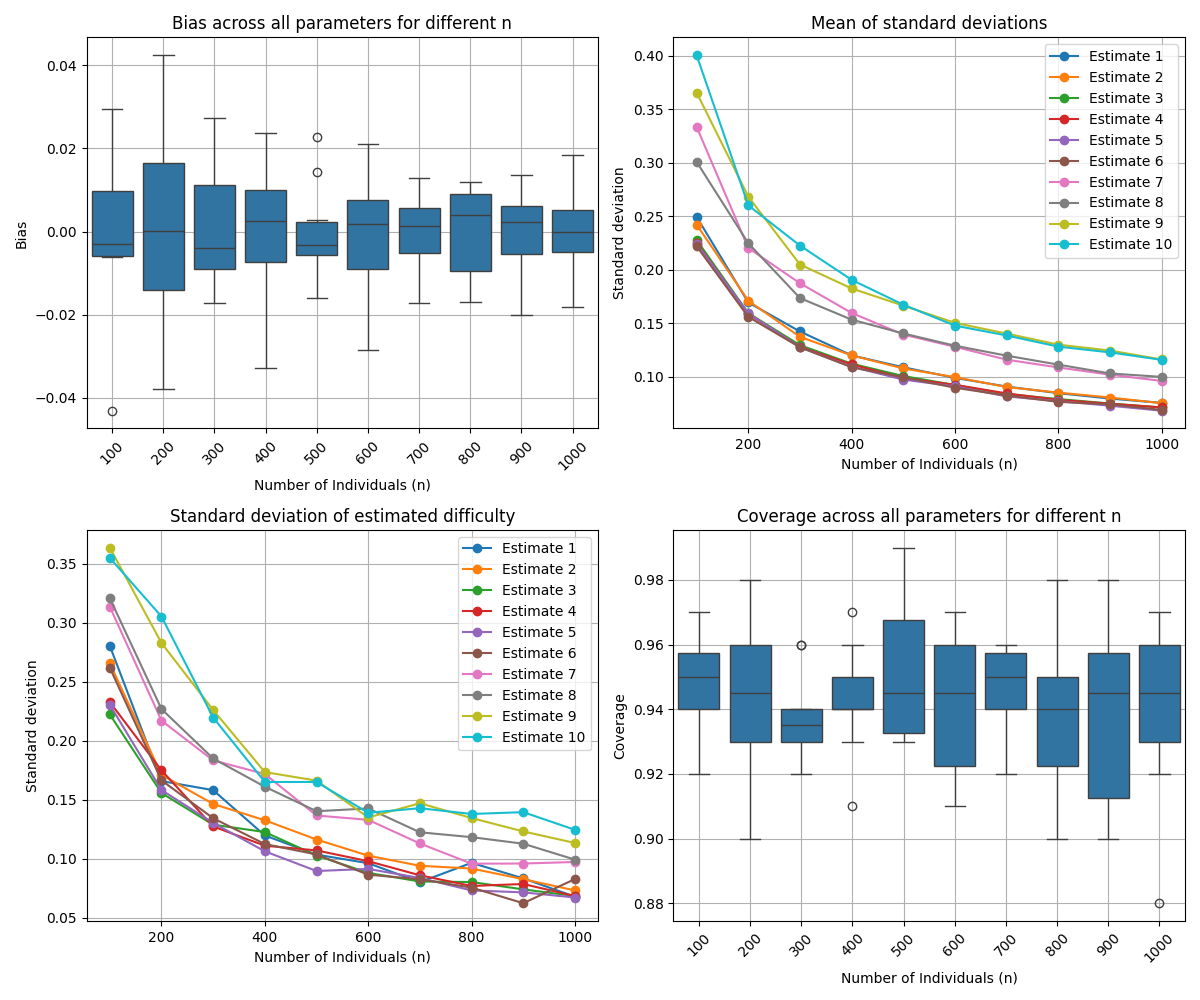 Bias across all parameters for different n
0.04
0.02
0.00
−0.02
−0.04
Bias
100
200
300
400
500
600
700
800
900
1000
Number of Individuals (n)
Mean of standard deviations
0.40
0.35
0.30
0.25
0.20
0.15
0.10
Standard deviation
Estimate 1
Estimate 2
Estimate 3
Estimate 4
Estimate 5
Estimate 6
Estimate 7
Estimate 8
Estimate 9
Estimate 10
200
400
600
800
1000
Number of Individuals (n)
Standard deviation of estimated difficulty
0.35
0.30
0.25
0.20
0.15
0.10
0.05
Standard deviation
Estimate 1
Estimate 2
Estimate 3
Estimate 4
Estimate 5
Estimate 6
Estimate 7
Estimate 8
Estimate 9
Estimate 10
200
400
600
800
1000
Number of Individuals (n)
Coverage across all parameters for different n
0.98
0.96
0.94
0.92
0.90
0.88
Coverage
100
200
300
400
500
600
700
800
900
1000
Number of Individuals (n)